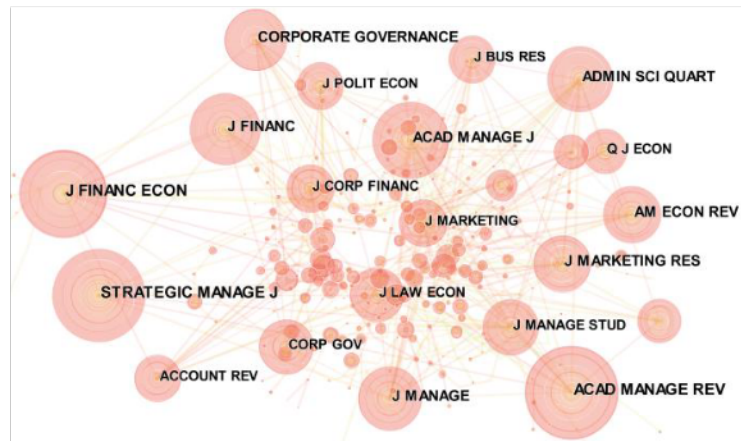 CORPORATE GOVERNANCE
J BUS RES
ADMIN SCI QUART
J POLIT ECON
J FINANC
ACAD MANAGE J
Q J ECON
J FINANC ECON
J CORP FINANC
J MARKETING
AM ECON REV
J MARKETING RES
STRATEGIC MANAGE J
J LAW ECON
J MANAGE STUD
CORP GOV
ACCOUNT REV
J MANAGE
ACAD MANAGE REV